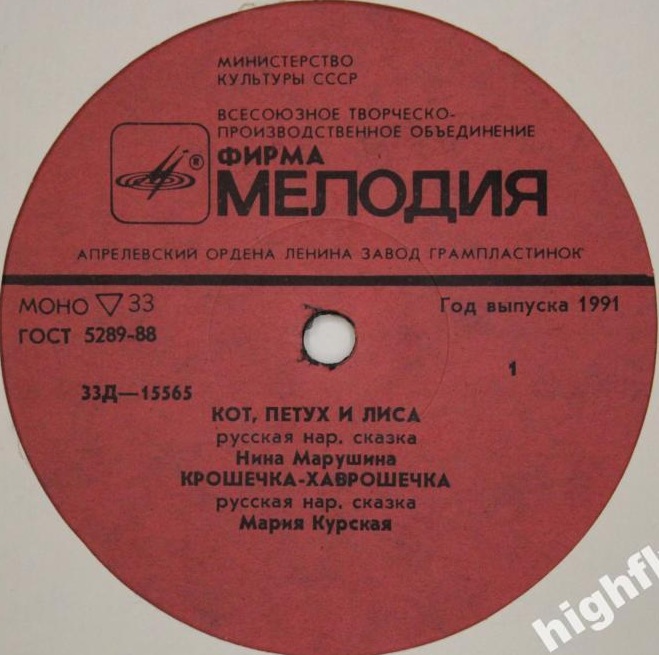 МИНИСТЕРСТВО
КУЛЬТУРЫ СССР
ВСЕСОЮЗНОЕ ТВОРЧЕСКО-
ПРОИЗВОДСТВЕННОЕ ОБЪЕДИНЕНИЕ
ФИРМА
® МЕЛОДИЯ
АПРЕЛЕВСКИЙ ОРДЕНА ЛЕНИНА ЗАВОД ГРАМПЛАСТИНОК
МОНО ▽ 33
Год выпуска 1991
ГОСТ 5289-88
1
33Д—15565
КОТ, ПЕТУХ И ЛИСА
русская нар. сказка
Нина Марушина
КРОШЕЧКА-ХАВРОШЕЧКА
русская нар. сказка
Мария Курская